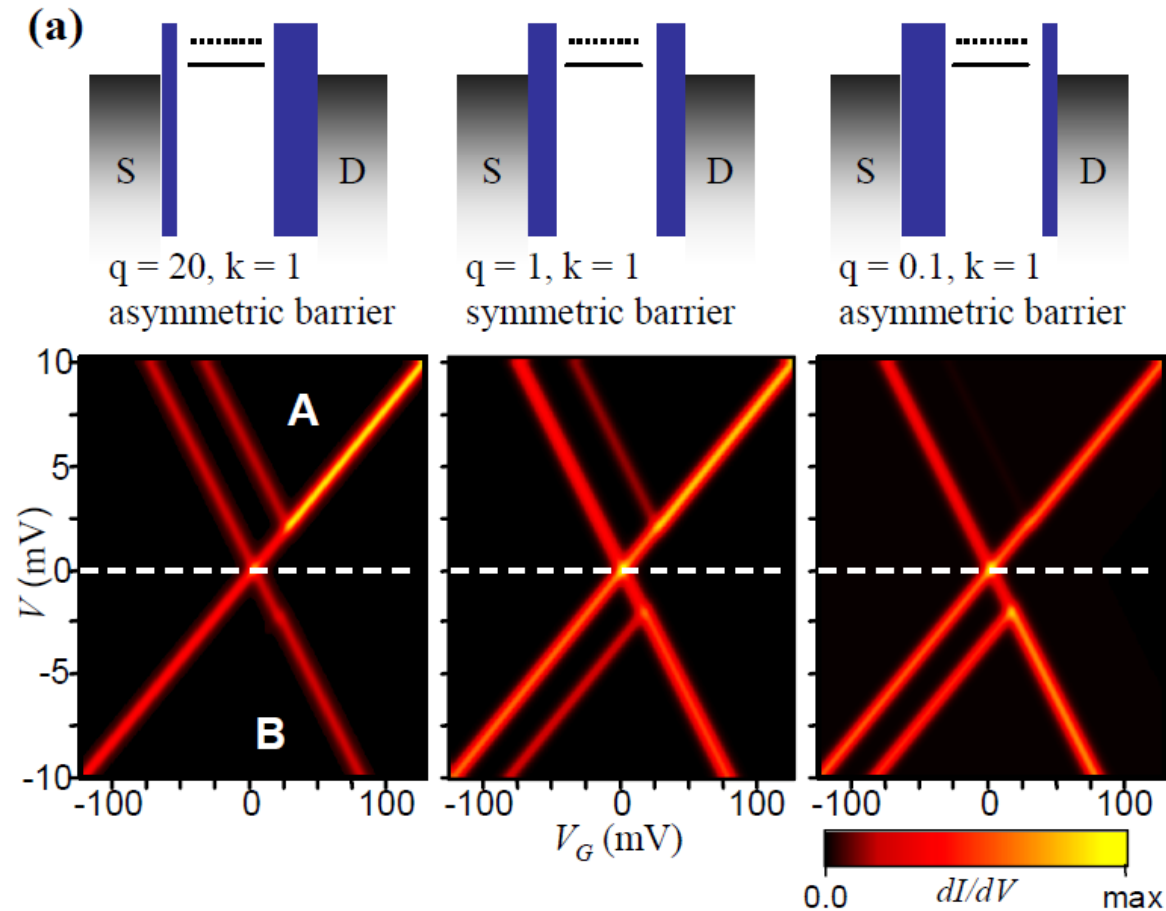 (a)
S D
S D
S D
q = 20, k = 1
asymmetric barrier
q = 1, k = 1
symmetric barrier
q = 0.1, k = 1
asymmetric barrier
10
5
0
-5
-10
V (mV)
A
B
-100 0 100
-100 0 100
-100 0 100
V_G (mV)
0.0 dI/dV max